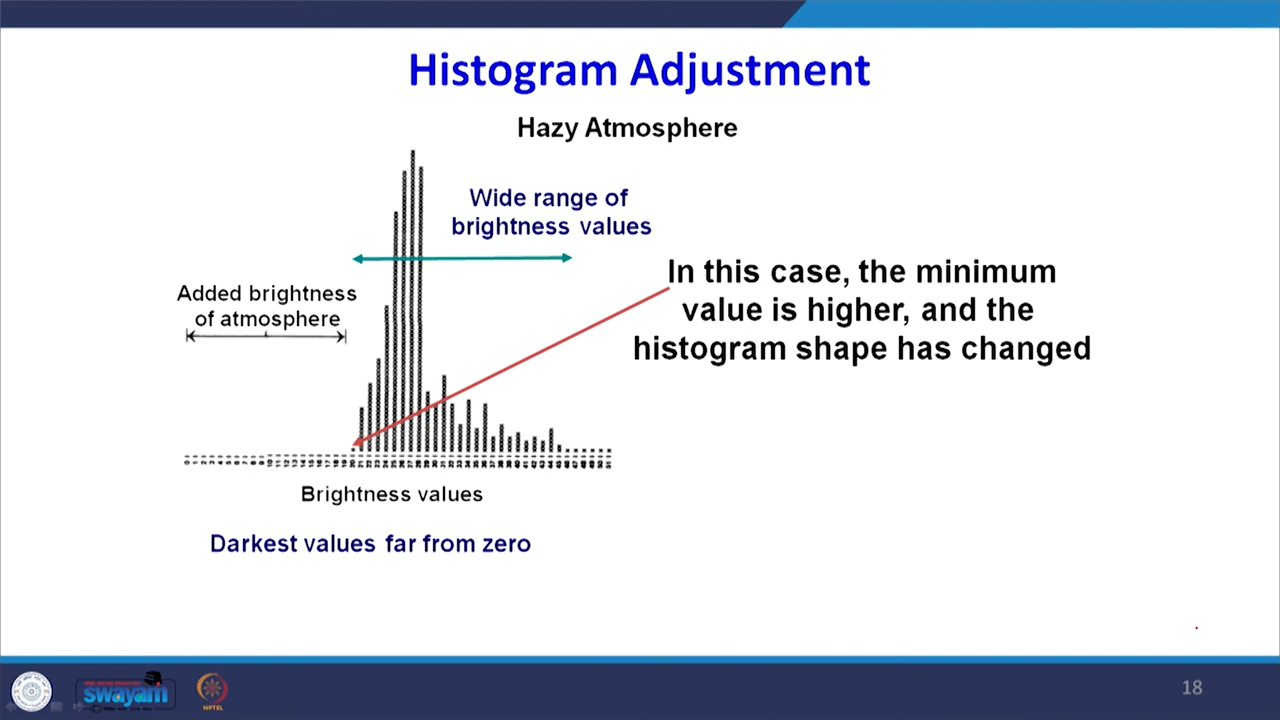 Histogram Adjustment
Hazy Atmosphere
Wide range of
brightness values
In this case, the minimum
value is higher, and the
histogram shape has changed
Added brightness
of atmosphere
Brightness values
Darkest values far from zero
swayam
NPTEL
18